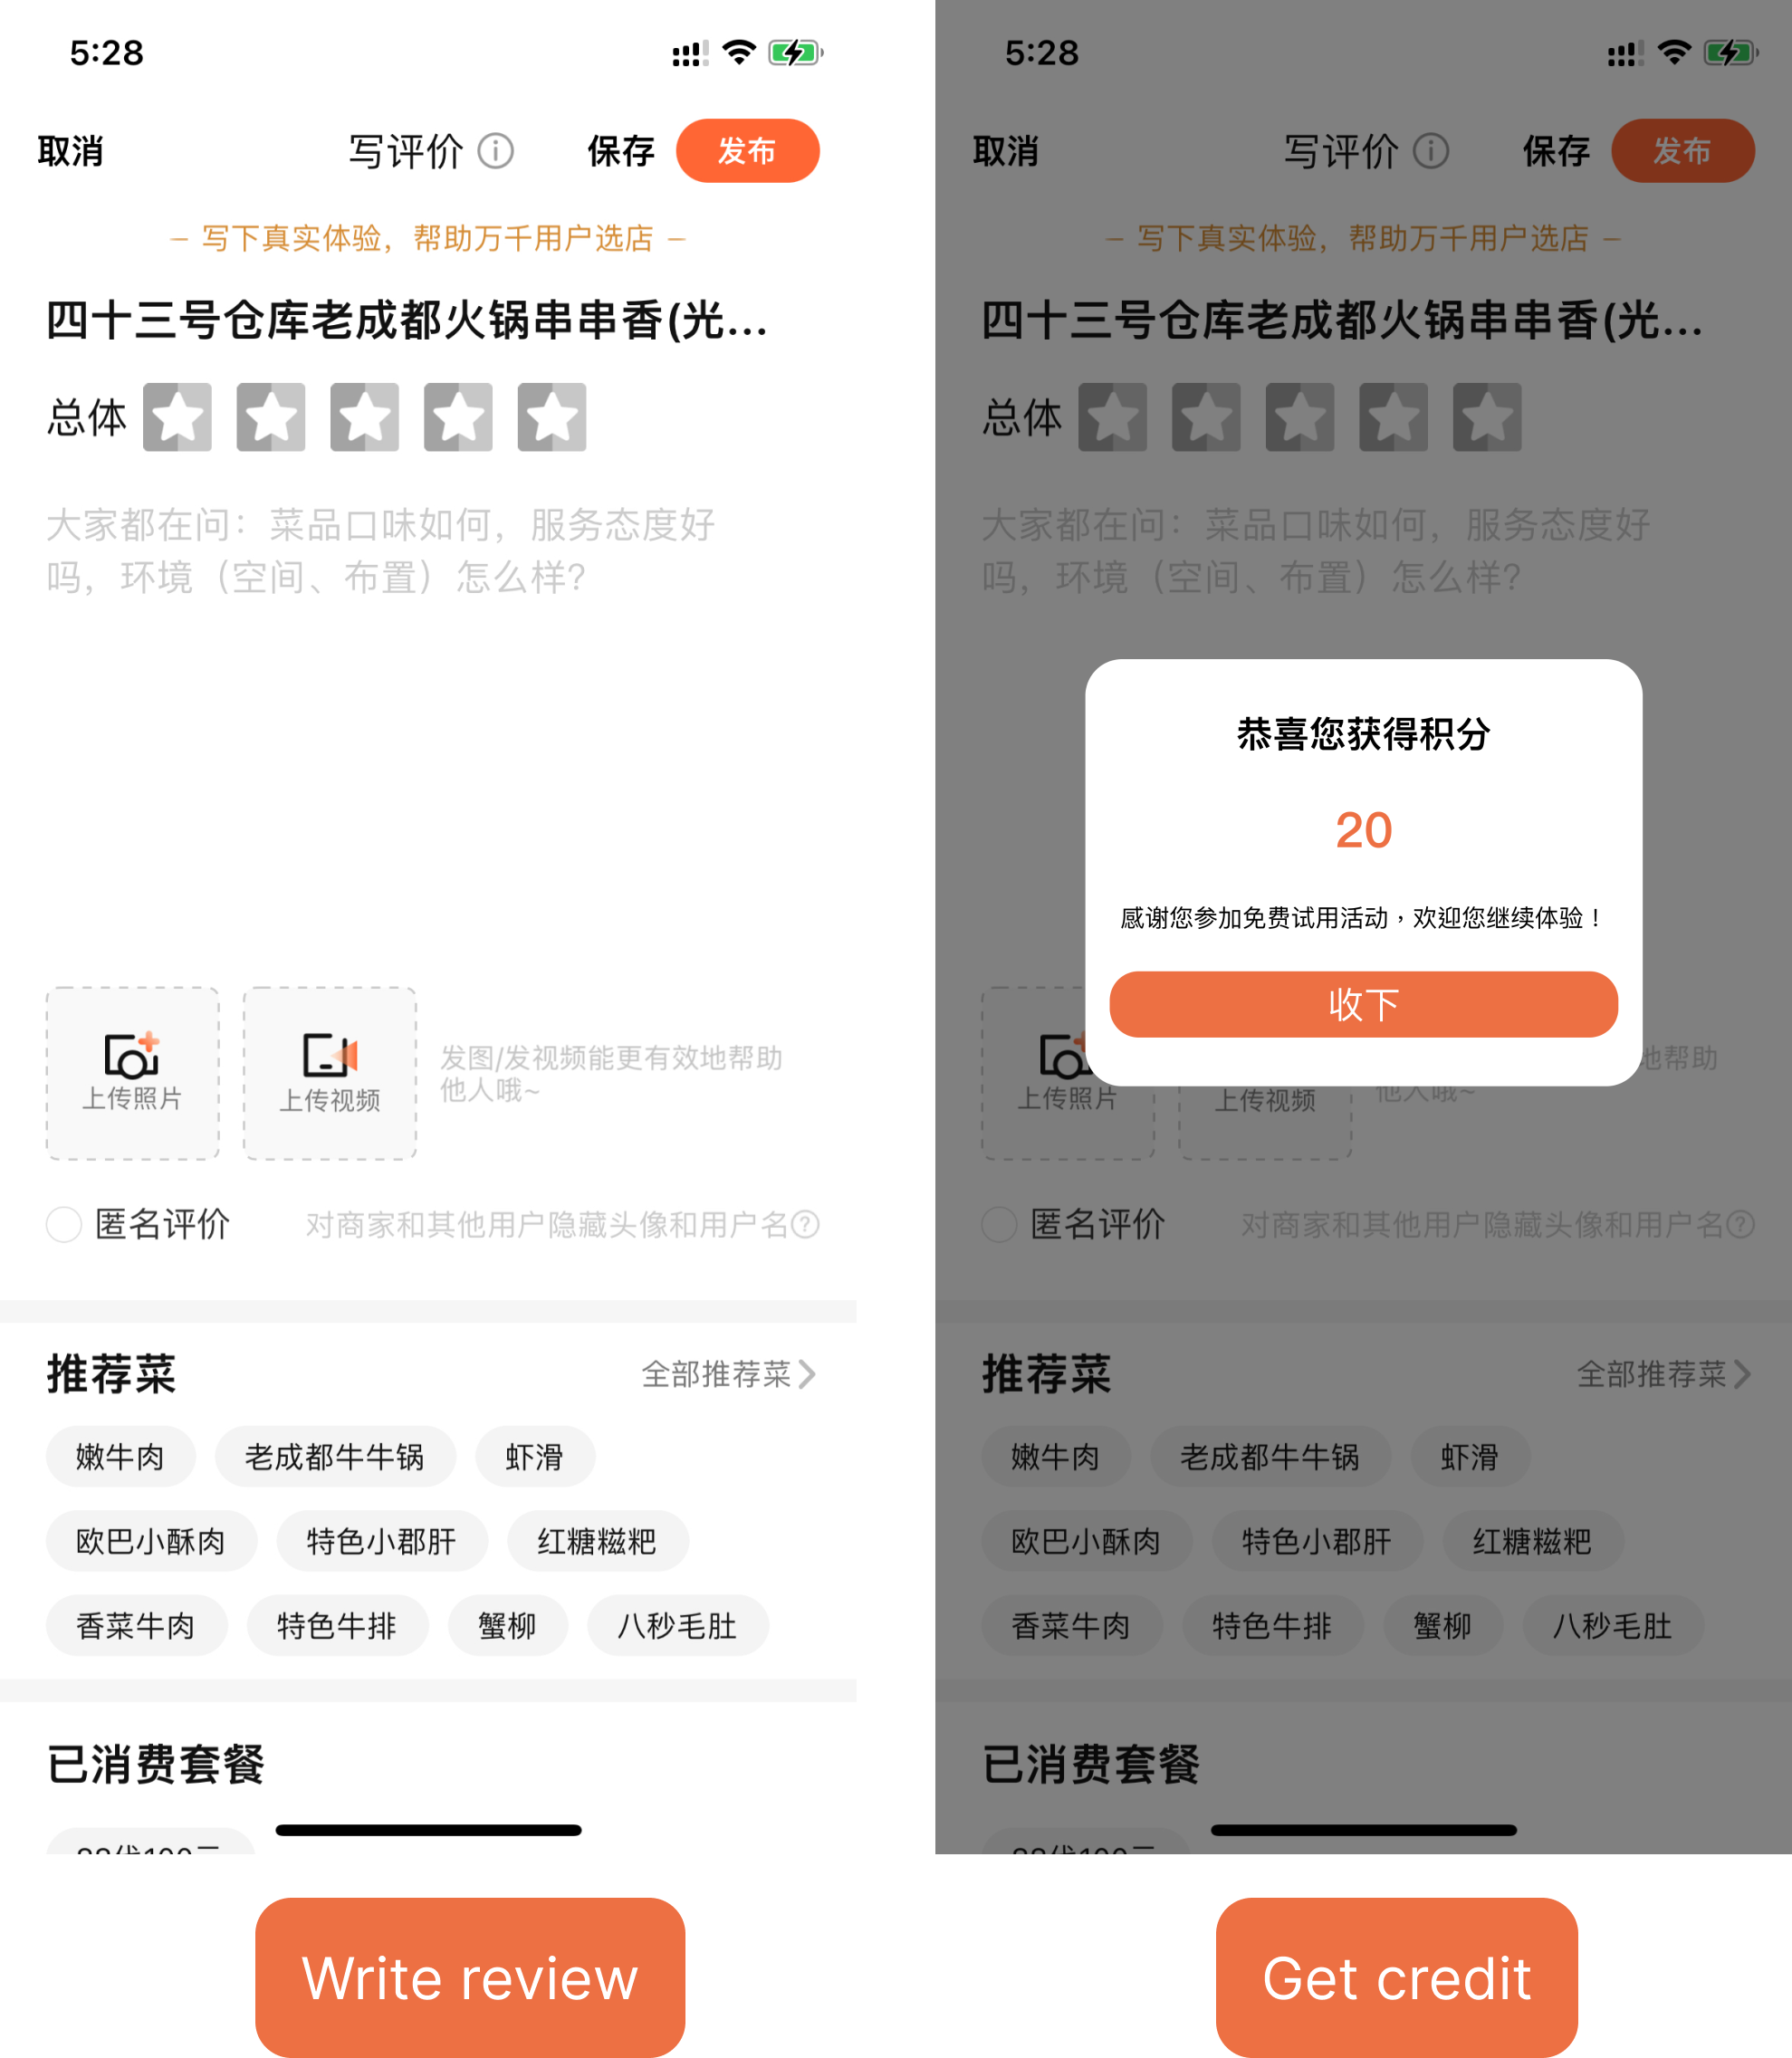 5:28
取消 写评价 保存 发布
写下真实体验，帮助万千用户选店
四十三号仓库老成都火锅串串香(光...
总体
大家都在问：菜品口味如何，服务态度好
吗，环境（空间、布置）怎么样？
上传照片 上传视频
发图/发视频能更有效地帮助
他人哦~
匿名评价 对商家和其他用户隐藏头像和用户名
推荐菜 全部推荐菜
嫩牛肉 老成都牛牛锅 虾滑
欧巴小酥肉 特色小郡肝 红糖糍粑
香菜牛肉 特色牛排 蟹柳 八秒毛肚
已消费套餐
Write review
5:28
取消 写评价 保存 发布
写下真实体验，帮助万千用户选店
四十三号仓库老成都火锅串串香(光...
总体
大家都在问：菜品口味如何，服务态度好
吗，环境（空间、布置）怎么样？
恭喜您获得积分
20
感谢您参加免费试用活动，欢迎您继续体验！
收下
上传照片 上传视频
地帮助
他人哦~
匿名评价 对商家和其他用户隐藏头像和用户名
推荐菜 全部推荐菜
嫩牛肉 老成都牛牛锅 虾滑
欧巴小酥肉 特色小郡肝 红糖糍粑
香菜牛肉 特色牛排 蟹柳 八秒毛肚
已消费套餐
Get credit